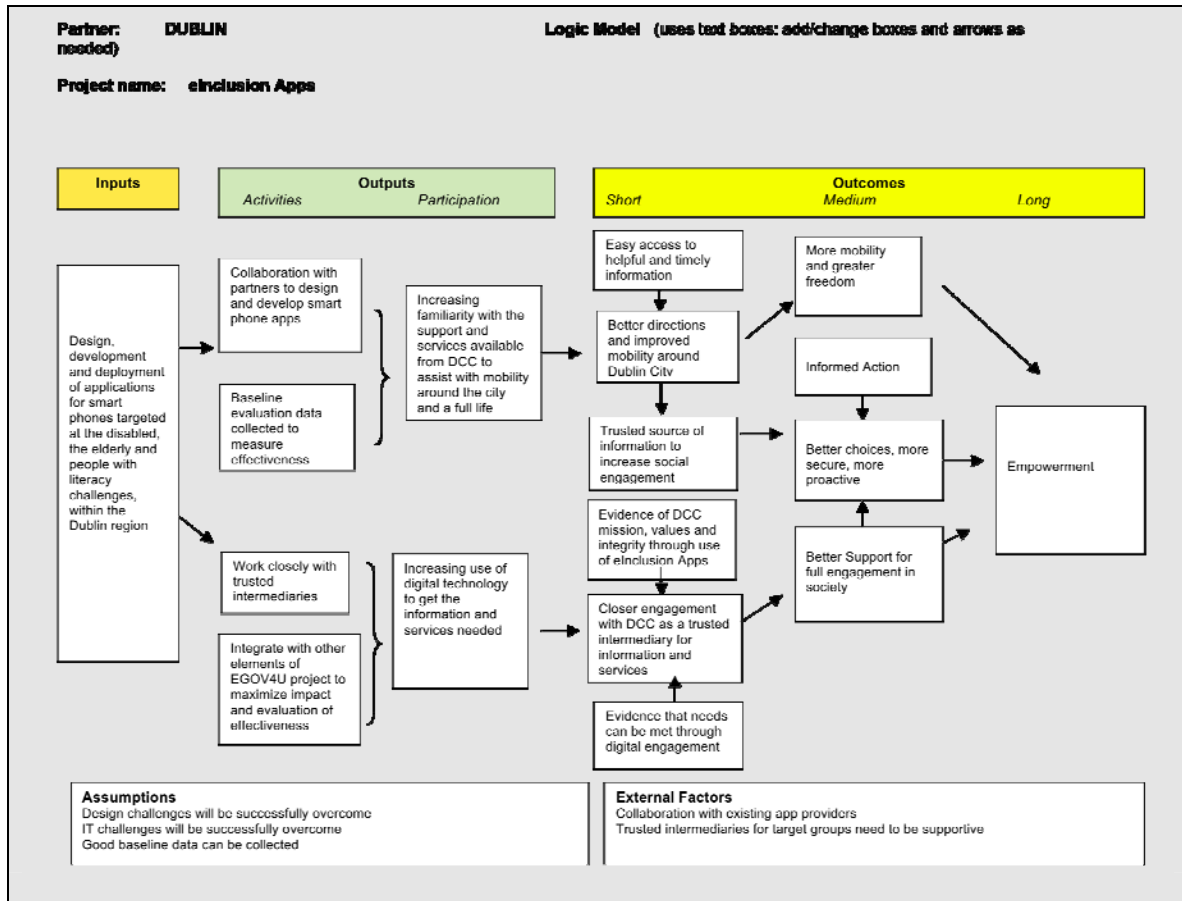 Partner: DUBLIN Logic Model (uses text boxes: add/change boxes and arrows as
needed)
Project name: eInclusion Apps
Inputs
Outputs
Activities Participation
Outcomes
Short Medium Long
Design,
development
and deployment
of applications
for smart
phones targeted
at the disabled,
the elderly and
people with
literacy
challenges,
within the
Dublin region
Collaboration with
partners to design
and develop smart
phone apps
Baseline
evaluation data
collected to
measure
effectiveness
Work closely with
trusted
intermediaries
Integrate with other
elements of
EGOV4U project to
maximize impact
and evaluation of
effectiveness
Increasing
familiarity with the
support and
services available
from DCC to
assist with mobility
around the city
and a full life
Increasing use of
digital technology
to get the
information and
services needed
Easy access to
helpful and timely
information
Better directions
and improved
mobility around
Dublin City
Trusted source of
information to
increase social
engagement
Evidence of DCC
mission, values and
integrity through use
of eInclusion Apps
Closer engagement
with DCC as a trusted
intermediary for
information and
services
Evidence that needs
can be met through
digital engagement
More mobility
and greater
freedom
Informed Action
Better choices, more
secure, more
proactive
Better Support for
full engagement in
society
Empowerment
Assumptions
Design challenges will be successfully overcome
IT challenges will be successfully overcome
Good baseline data can be collected
External Factors
Collaboration with existing app providers
Trusted intermediaries for target groups need to be supportive